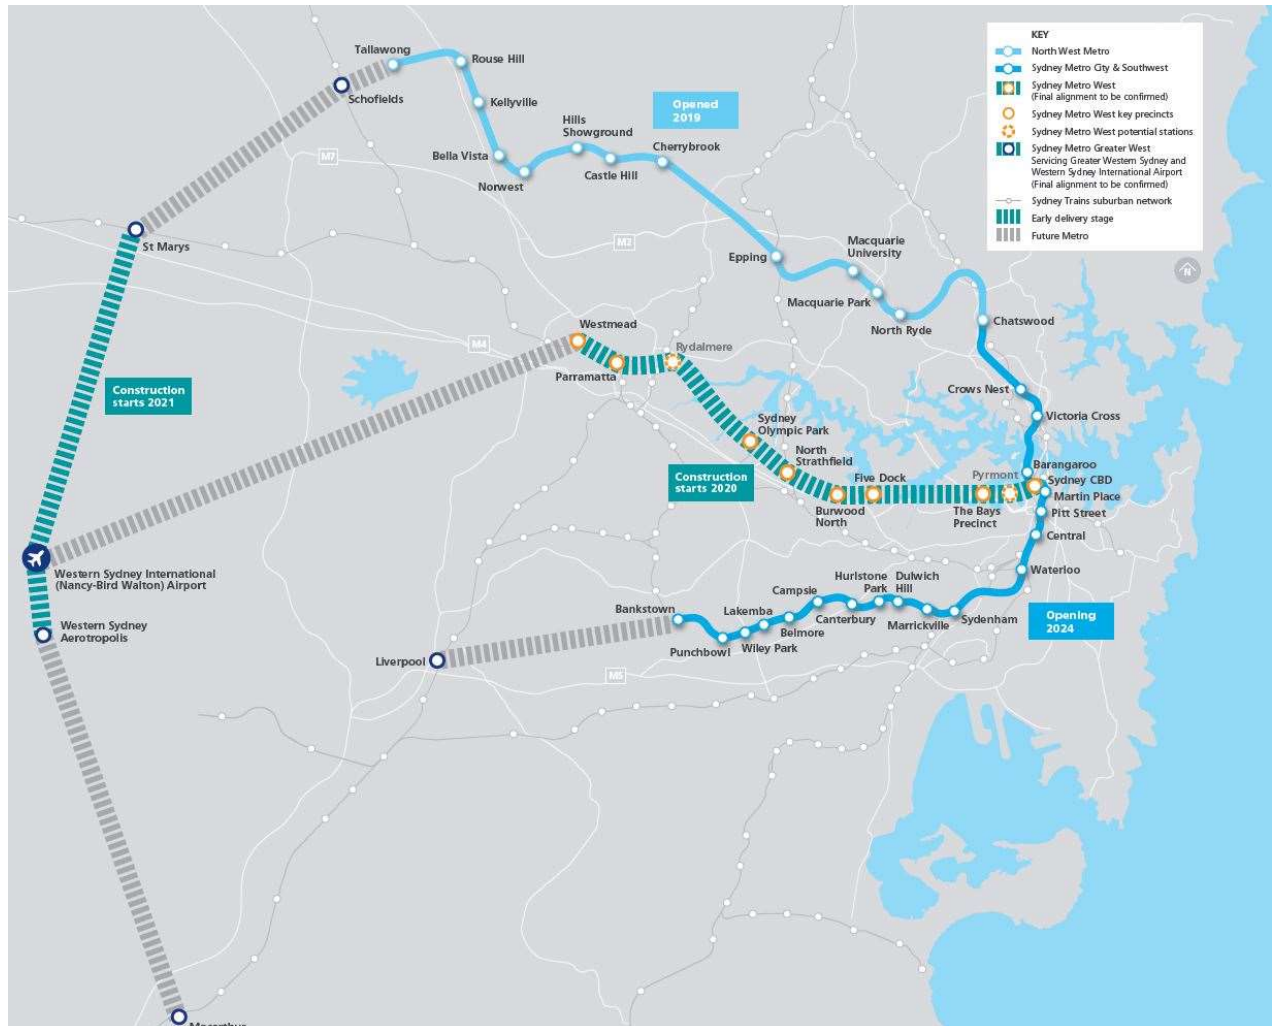 KEY
North West Metro
Sydney Metro City & Southwest
Sydney Metro West
(Final alignment to be confirmed)
Sydney Metro West key precincts
Sydney Metro West potential stations
Sydney Metro Greater West
Servicing Greater Western Sydney and
Western Sydney International Airport
(Final alignment to be confirmed)
Sydney Trains suburban network
Early delivery stage
Future Metro
N
Tallawong
Rouse Hill
Schofields
Kellyville
Opened
2019
Hills
Showground
Cherrybrook
M7
Bella Vista
Castle Hill
Norwest
St Marys
M2
Macquarie
University
Epping
Macquarie Park
North Ryde
Chatswood
Westmead
M4
Rydalmere
Parramatta
Construction
starts 2021
Crows Nest
Victoria Cross
Sydney
Olympic Park
North
Strathfield
Construction
starts 2020
Five Dock
Pyrmont
Barangaroo
Sydney CBD
Martin Place
Burwood
North
The Bays
Precinct
Pitt Street
Central
Western Sydney International
(Nancy-Bird Walton) Airport
Waterloo
Hurlstone
Park
Dulwich
Hill
Campsie
Bankstown
Lakemba
Canterbury
Belmore
Marrickville
Sydenham
Opening
2024
Western Sydney
Aerotropolis
Punchbowl
Wiley Park
Liverpool
M5